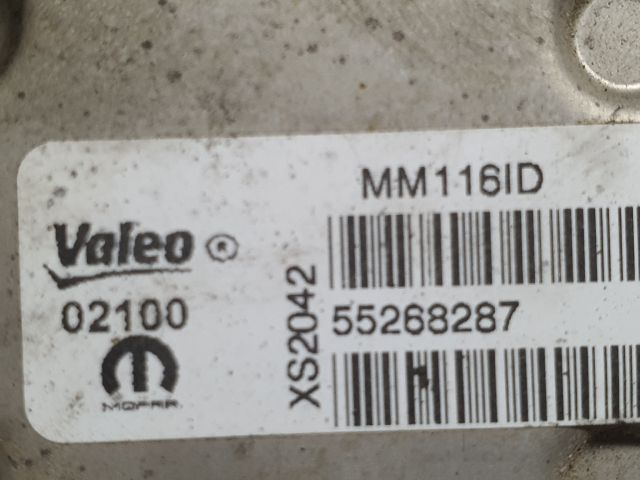 MM116ID
Valeo ®
02100
XS2042
55268287
MOPAR